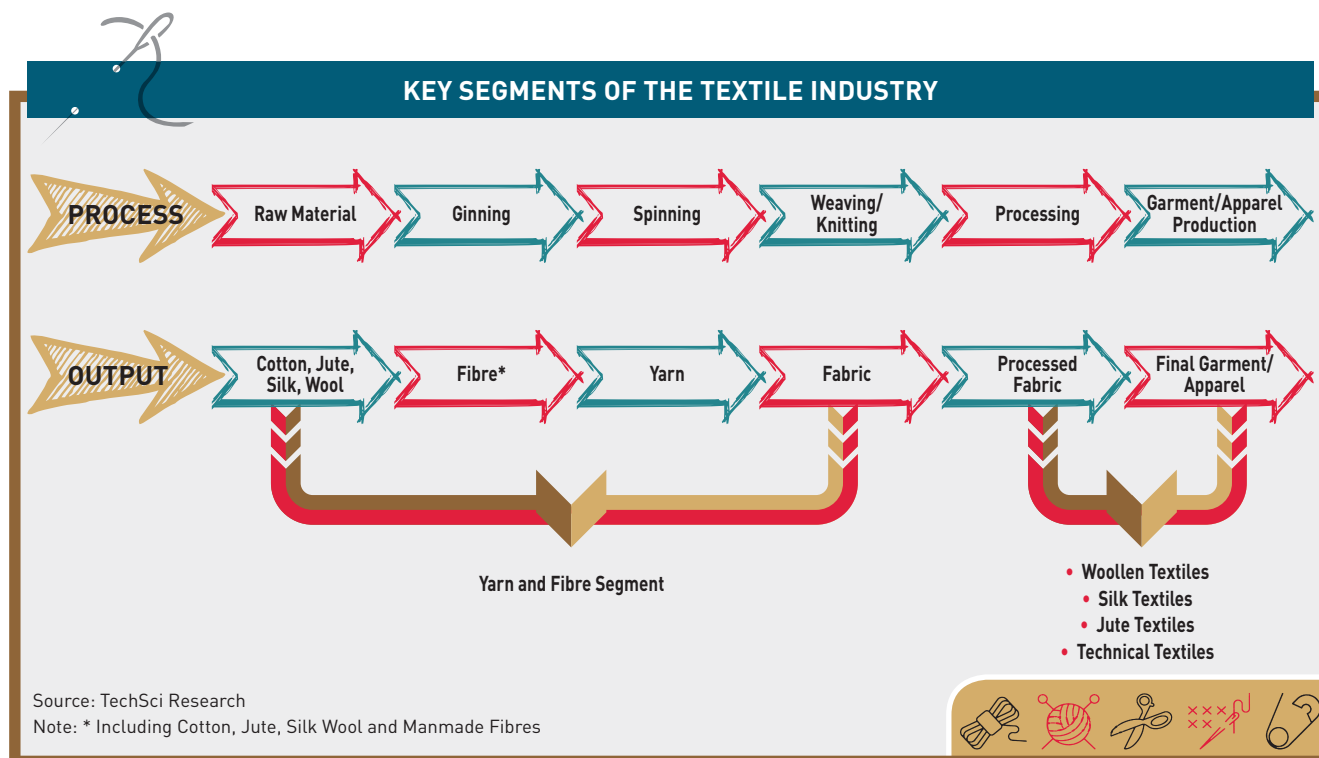 KEY SEGMENTS OF THE TEXTILE INDUSTRY
PROCESS
Raw Material
Ginning
Spinning
Weaving/
Knitting
Processing
Garment/Apparel
Production
OUTPUT
Cotton, Jute,
Silk, Wool
Fibre*
Yarn
Fabric
Processed
Fabric
Final Garment/
Apparel
Yarn and Fibre Segment
• Woollen Textiles
• Silk Textiles
• Jute Textiles
• Technical Textiles
Source: TechSci Research
Note: * Including Cotton, Jute, Silk Wool and Manmade Fibres